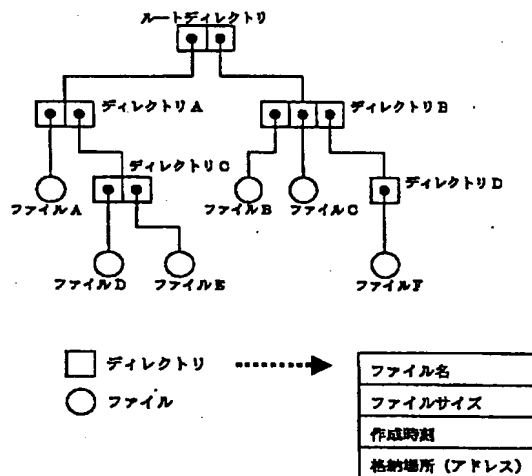 ルートディレクトリ
ディレクトリA
ディレクトリB
ディレクトリC
ディレクトリD
ファイルA
ファイルB
ファイルC
ファイルD
ファイルE
ファイルF
ディレクトリ
ファイル
ファイル名
ファイルサイズ
作成時刻
格納場所（アドレス）